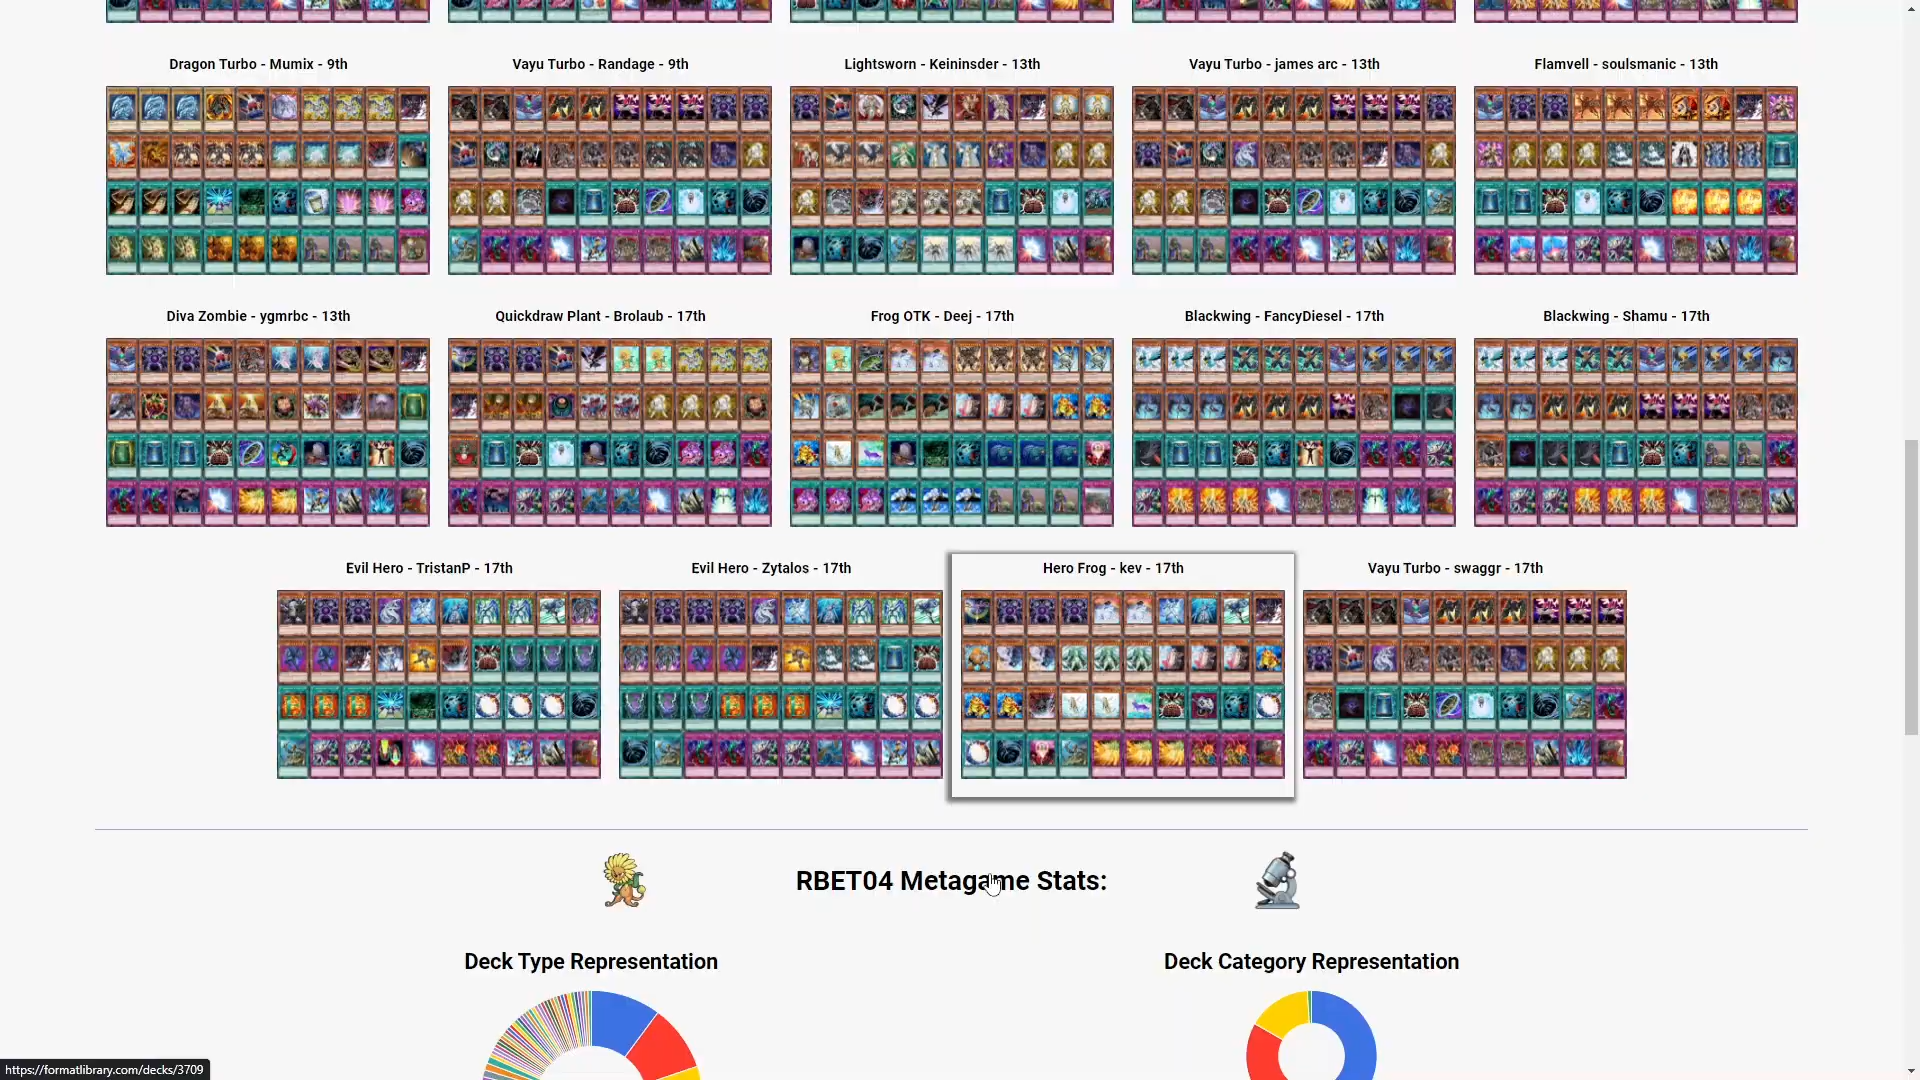 Dragon Turbo - Mumix - 9th
Vayu Turbo - Randage - 9th
Lightsworn - Keininsder - 13th
Vayu Turbo - james arc - 13th
Flamvell - soulsmanic - 13th
Diva Zombie - ygmrbc - 13th
Quickdraw Plant - Brolaub - 17th
Frog OTK - Deej - 17th
Blackwing - FancyDiesel - 17th
Blackwing - Shamu - 17th
Evil Hero - TristanP - 17th
Evil Hero - Zytalos - 17th
Hero Frog - kev - 17th
Vayu Turbo - swaggr - 17th
RBET04 Metagame Stats:
Deck Type Representation
Deck Category Representation
https://formatlibrary.com/decks/3709